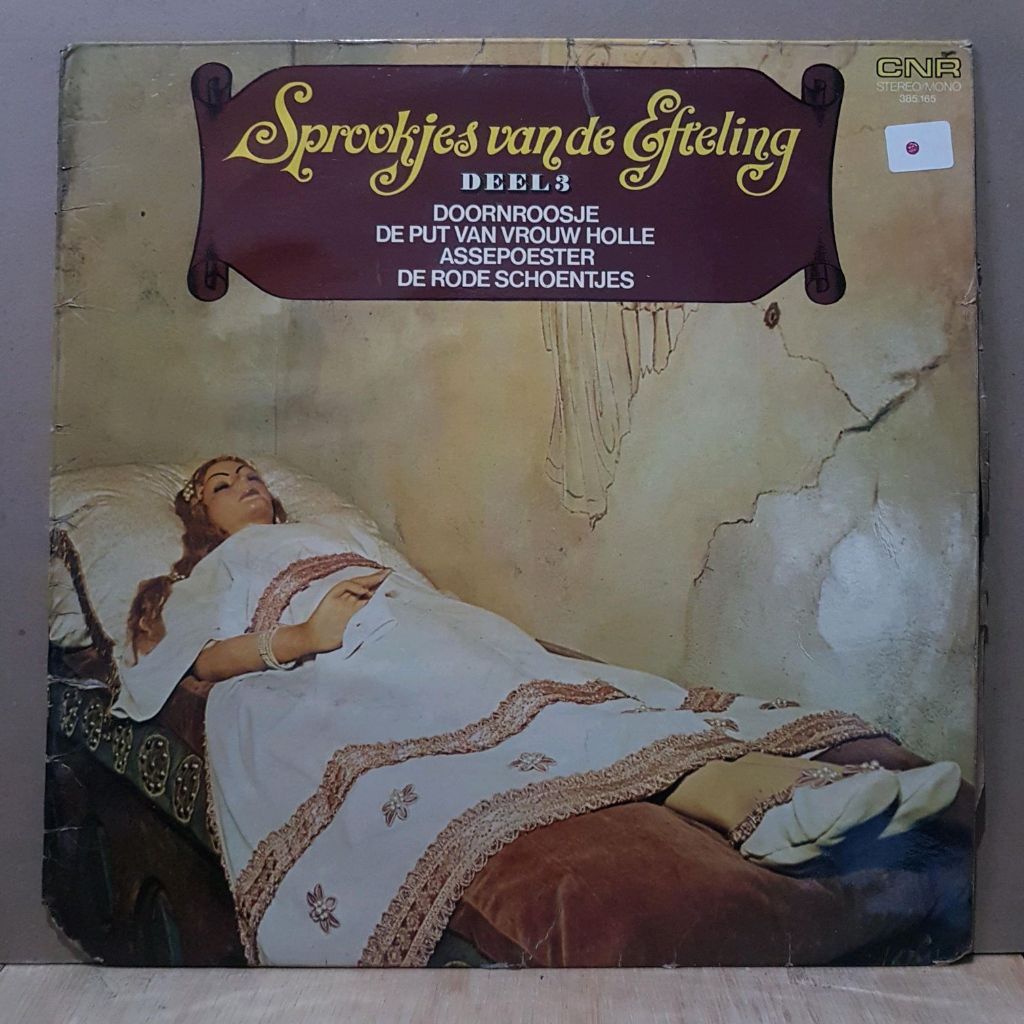 CNR
STEREO/MONO
385.165
Sprookjes van de Efteling
DEEL 3
DOORNROOSJE
DE PUT VAN VROUW HOLLE
ASSEPOESTER
DE RODE SCHOENTJES